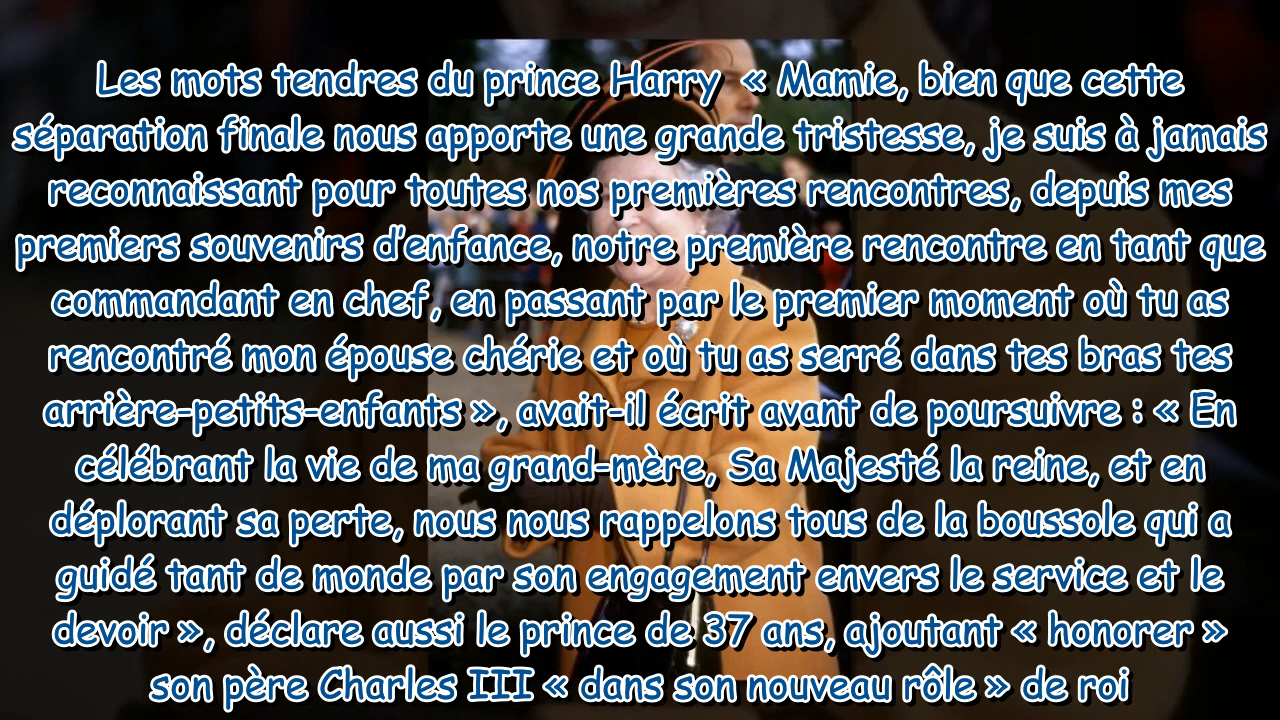 Les mots tendres du prince Harry « Mamie, bien que cette
séparation finale nous apporte une grande tristesse, je suis à jamais
reconnaissant pour toutes nos premières rencontres, depuis mes
premiers souvenirs d’enfance, notre première rencontre en tant que
commandant en chef, en passant par le premier moment où tu as
rencontré mon épouse chérie et où tu as serré dans tes bras tes
arrière-petits-enfants », avait-il écrit avant de poursuivre : « En
célébrant la vie de ma grand-mère, Sa Majesté la reine, et en
déplorant sa perte, nous nous rappelons tous de la boussole qui a
guidé tant de monde par son engagement envers le service et le
devoir », déclare aussi le prince de 37 ans, ajoutant « honorer »
son père Charles III « dans son nouveau rôle » de roi